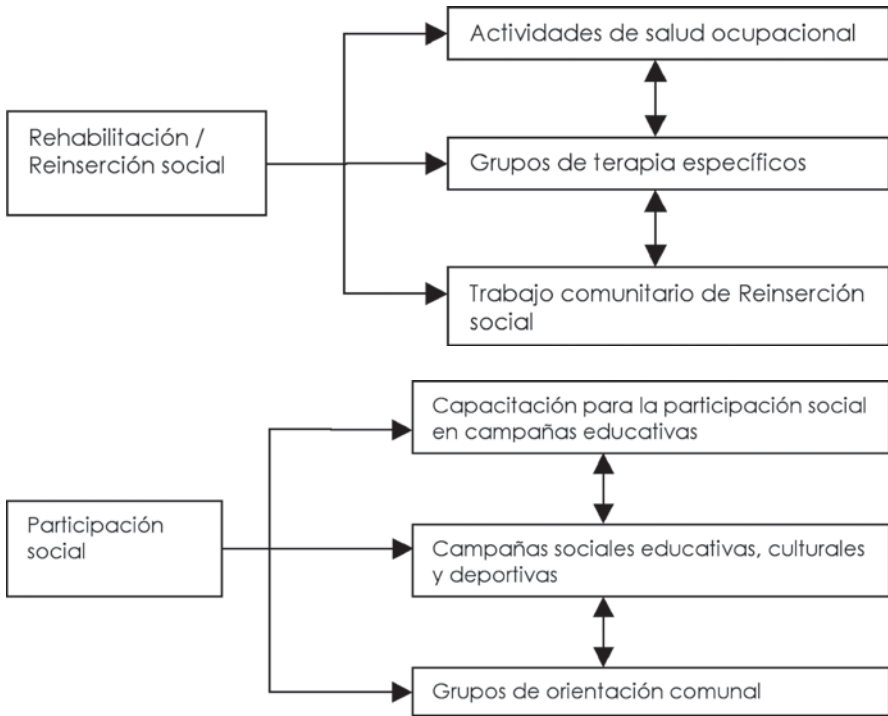 Rehabilitación /
Reinserción social
Actividades de salud ocupacional
Grupos de terapia específicos
Trabajo comunitario de Reinserción
social
Participación
social
Capacitación para la participación social
en campañas educativas
Campañas sociales educativas, culturales
y deportivas
Grupos de orientación comunal